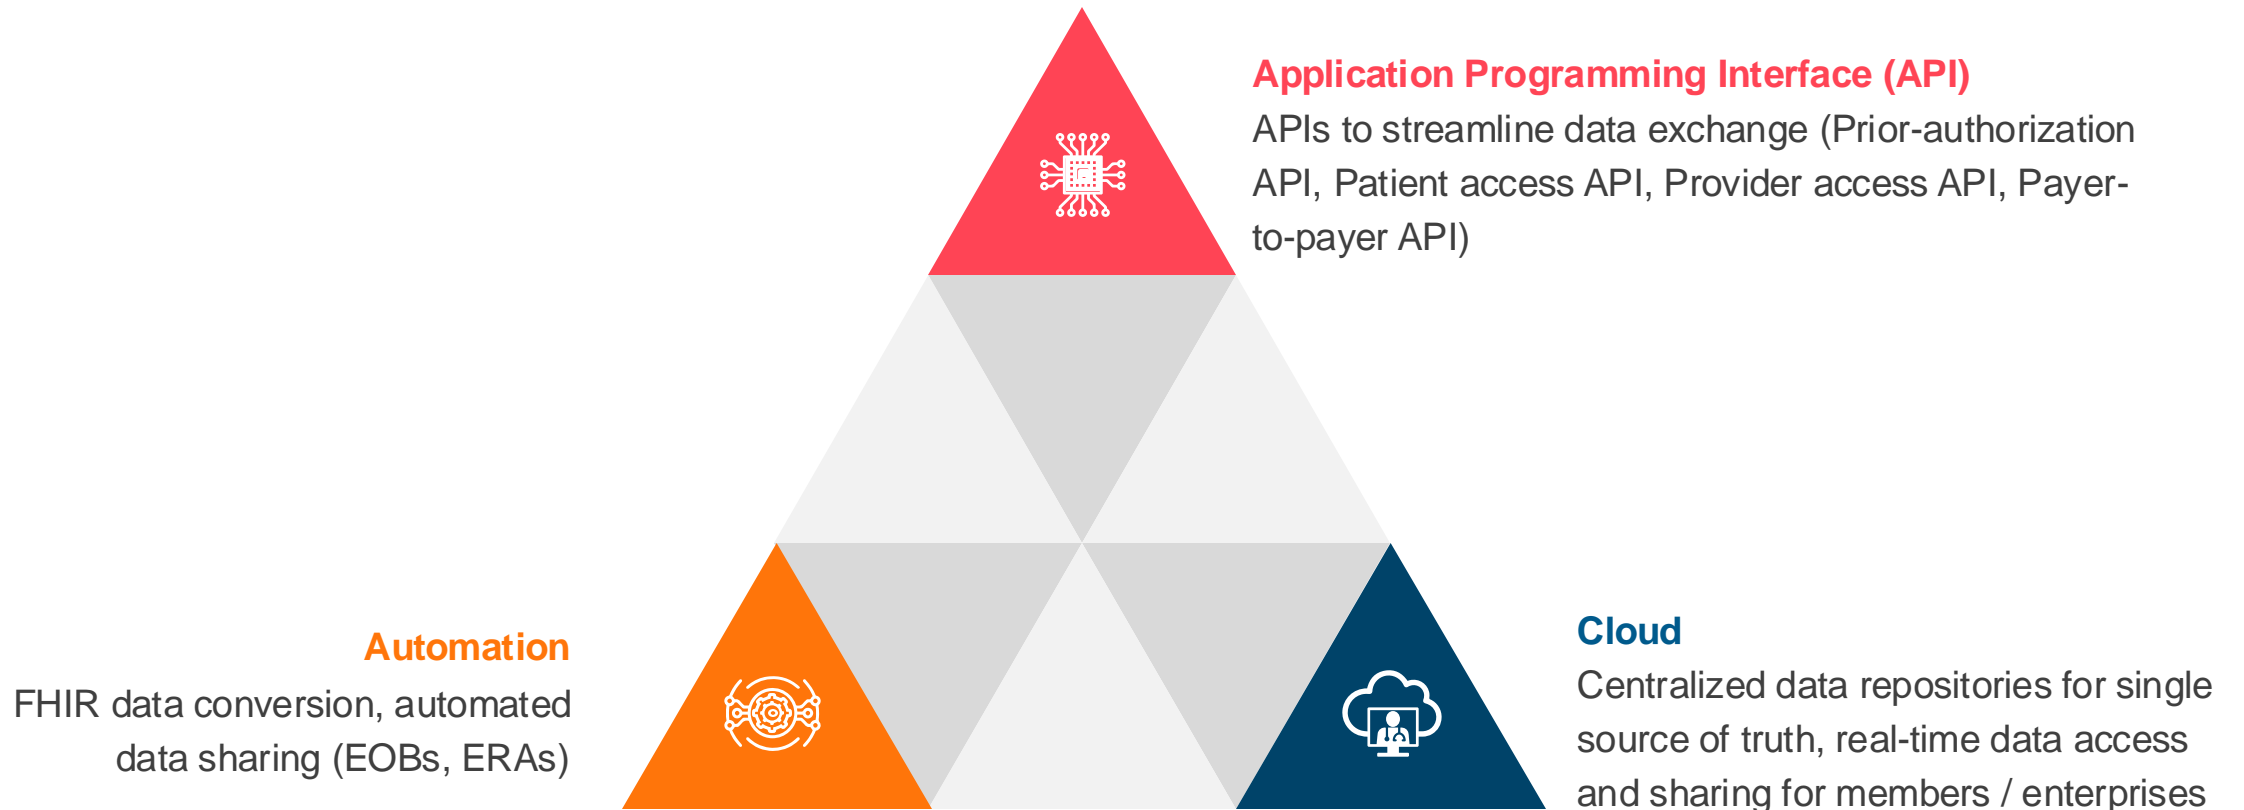 Application Programming Interface (API)
APIs to streamline data exchange (Prior-authorization
API, Patient access API, Provider access API, Payer-
to-payer API)
Automation
FHIR data conversion, automated
data sharing (EOBs, ERAs)
Cloud
Centralized data repositories for single
source of truth, real-time data access
and sharing for members / enterprises